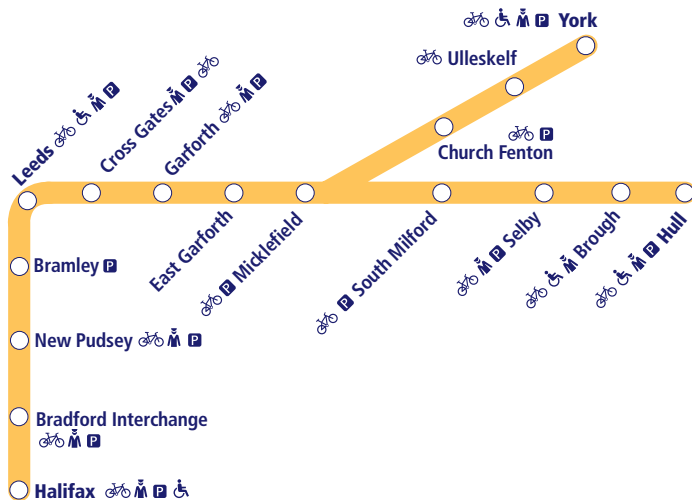 P York
Ulleskelf
P
Church Fenton
Leeds P
Cross Gates P
Garforth P
East Garforth
P Micklefield
P South Milford
P Selby
Brough
P Hull
Bramley P
New Pudsey P
Bradford Interchange
P
Halifax P